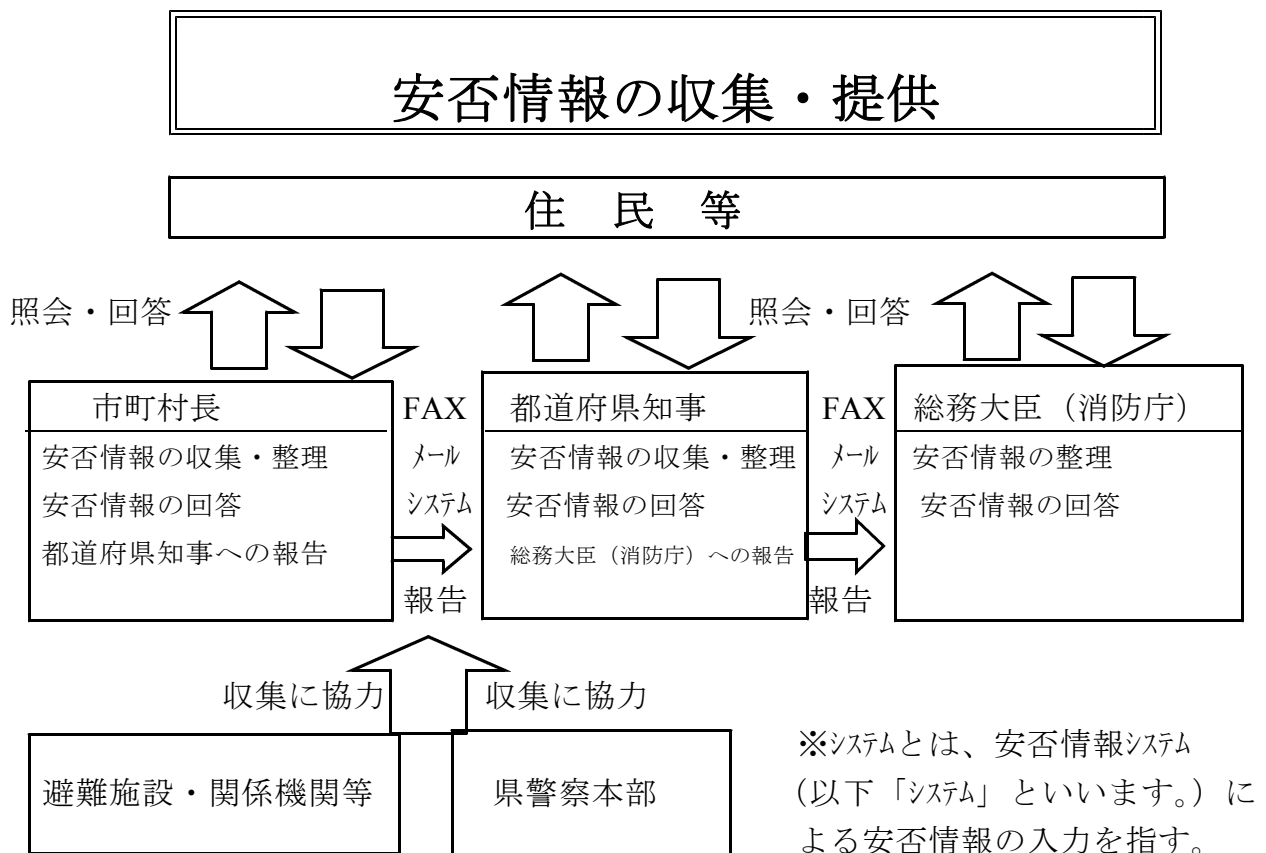 安否情報の収集・提供
住 民 等
照会・回答
照会・回答
市町村長
安否情報の収集・整理
安否情報の回答
都道府県知事への報告
FAX
メール
システム
報告
都道府県知事
安否情報の収集・整理
安否情報の回答
総務大臣（消防庁）への報告
FAX
メール
システム
報告
総務大臣（消防庁）
安否情報の整理
安否情報の回答
収集に協力
収集に協力
避難施設・関係機関等
県警察本部
※システムとは、安否情報システム
(以下「システム」といいます。）に
よる安否情報の入力を指す。